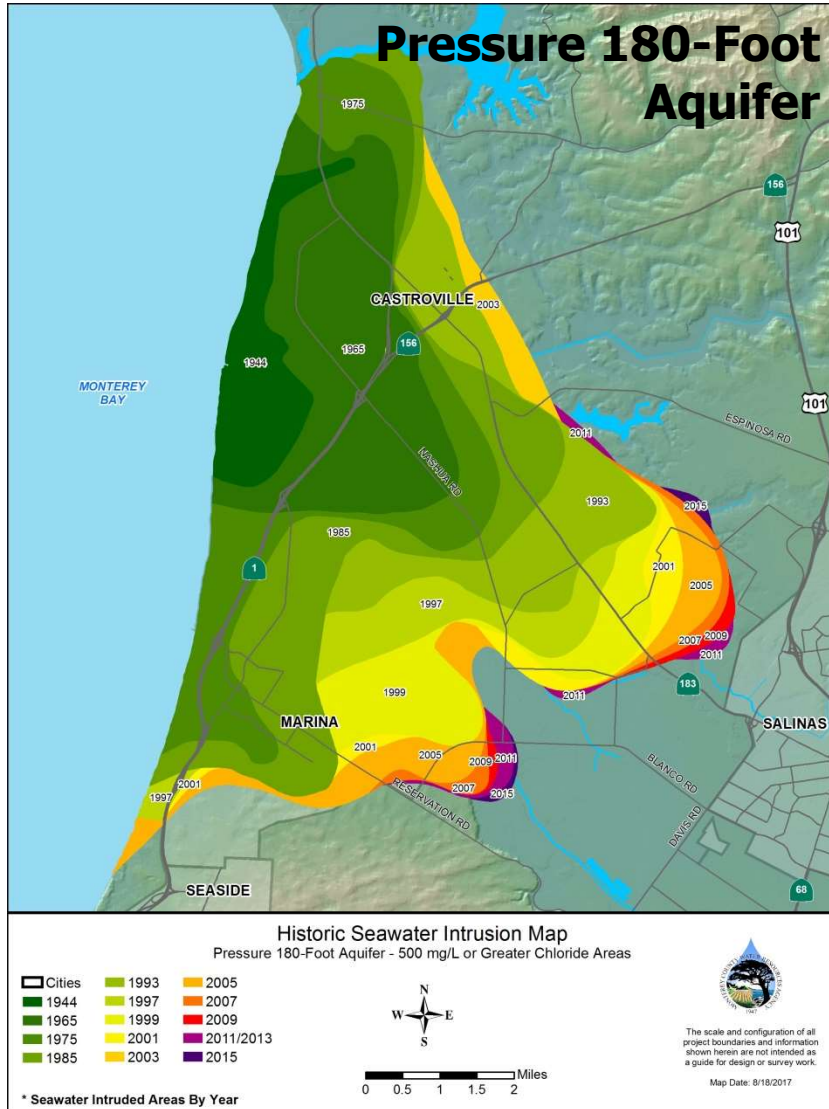 Pressure 180-Foot
Aquifer
1975
156
101
CASTROVILLE
2003
1965
156
1944
MONTEREY
BAY
101
ESPINOSA RD
2011
NASHUA RD
1993
2015
1985
1
2001
2005
1997
2007
2009
2011
183
2011
1999
MARINA
SALINAS
2001
2005
2009
2011
BLANCO RD
2007
2015
1997
2001
RESERVATION RD
DAVIS RD
SEASIDE
68
Historic Seawater Intrusion Map
Pressure 180-Foot Aquifer - 500 mg/L or Greater Chloride Areas
Cities
1944
1965
1975
1985
1993
1997
1999
2001
2003
2005
2007
2009
2011/2013
2015
* Seawater Intruded Areas By Year
N
W E
S
Miles
0 0.5 1 1.5 2
MONTEREY COUNTY WATER RESOURCES AGENCY
1947
The scale and configuration of all
project boundaries and information
shown herein are not intended as
a guide for design or survey work.
Map Date: 8/18/2017